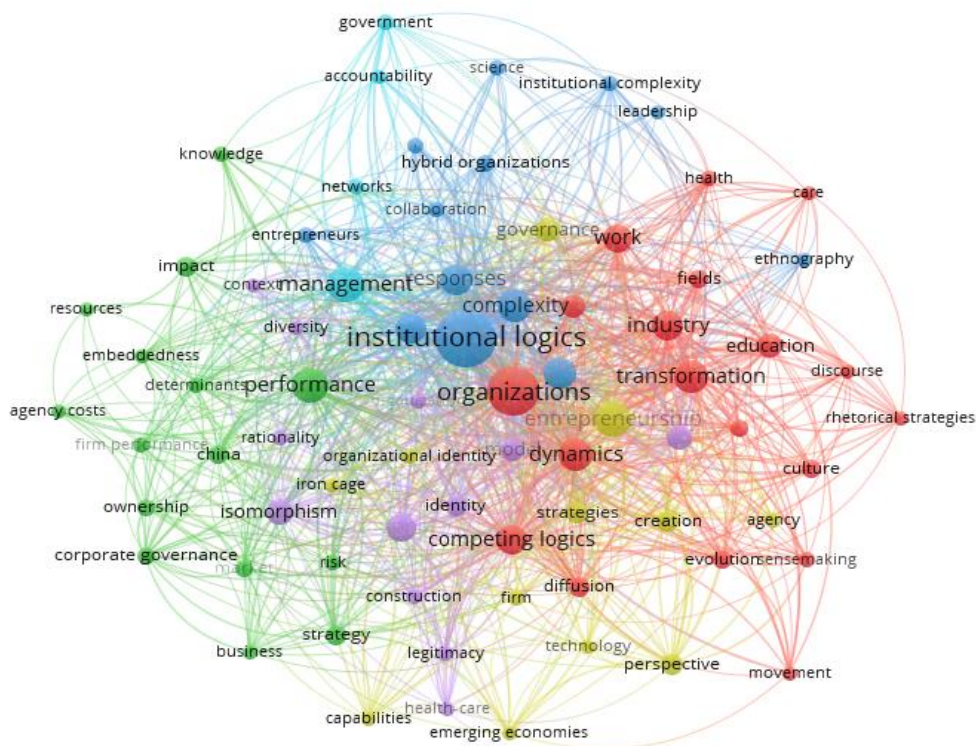 government
science
accountability
institutional complexity
leadership
knowledge
hybrid organizations
health
networks
care
collaboration
entrepreneurs
governance
work
ethnography
impact
context
management
responses
fields
resources
complexity
diversity
industry
institutional logics
embeddedness
education
determinants
performance
transformation
discourse
organizations
agency costs
entrepreneurship
rhetorical strategies
firm performance
rationality
china
organizational identity
dynamics
culture
iron cage
ownership
isomorphism
identity
strategies
creation
agency
corporate governance
competing logics
market
risk
evolution
sensemaking
construction
firm
diffusion
strategy
business
legitimacy
technology
perspective
movement
health-care
capabilities
emerging economies